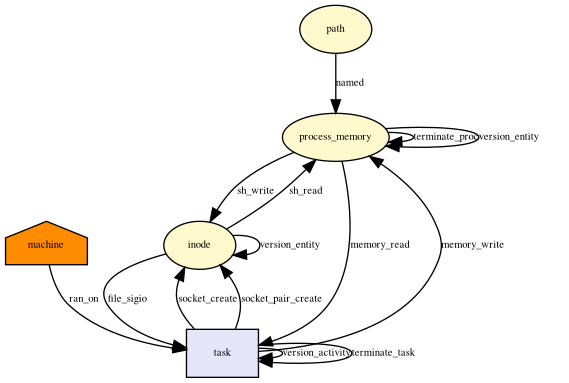 path
named
process_memory
terminate_proc
version_entity
sh_write
sh_read
machine
inode
version_entity
memory_read
memory_write
ran_on
file_sigio
socket_create
socket_pair_create
task
version_activity
terminate_task